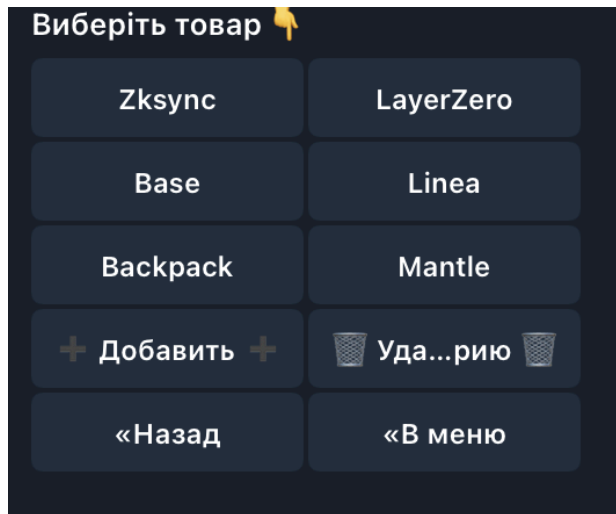 Виберіть товар 👇
Zksync LayerZero
Base Linea
Backpack Mantle
➕ Добавить ➕ 🗑 Уда...рию 🗑
«Назад «В меню